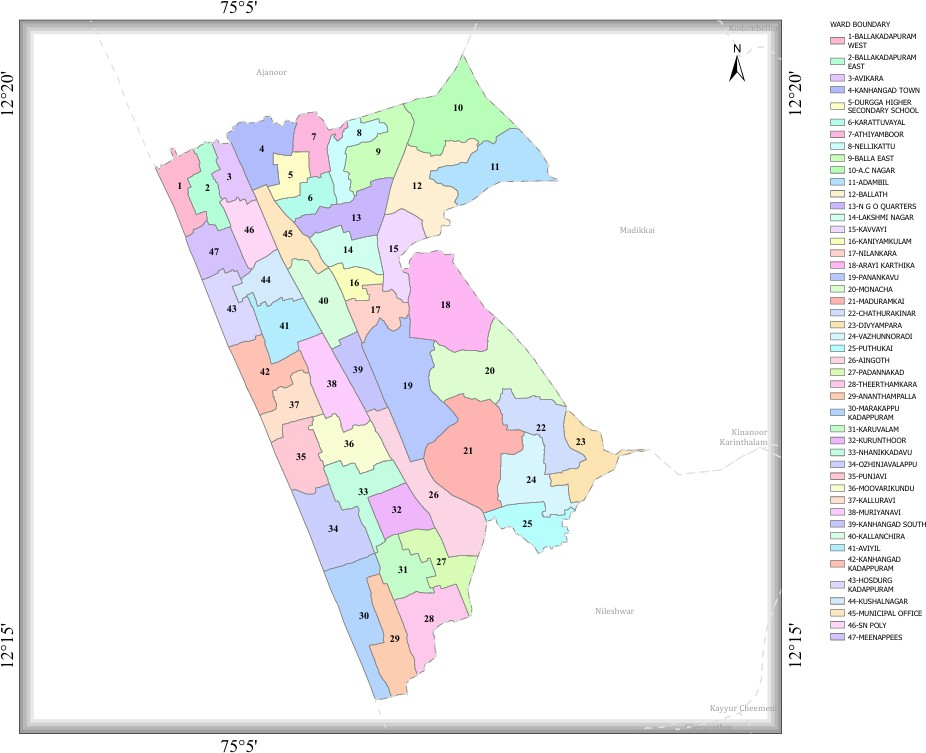 75°5'
12°20'
12°20'
Kodombellur
N
Ajanoor
Madikkai
Kinanoor
Karinthalam
Nileshwar
Kayyur Cheemeni
12°15'
12°15'
75°5'
1
2
3
4
5
6
7
8
9
10
11
12
13
14
15
16
17
18
19
20
21
22
23
24
25
26
27
28
29
30
31
32
33
34
35
36
37
38
39
40
41
42
43
44
45
46
47
WARD BOUNDARY
1-BALLAKADAPURAM
WEST
2-BALLAKADAPURAM
EAST
3-AVIKARA
4-KANHANGAD TOWN
5-DURGGA HIGHER
SECONDARY SCHOOL
6-KARATTUVAYAL
7-ATHIYAMBOOR
8-NELLIKATTU
9-BALLA EAST
10-A.C NAGAR
11-ADAMBIL
12-BALLATH
13-N G O QUARTERS
14-LAKSHMI NAGAR
15-KAVVAYI
16-KANIYAMKULAM
17-NILANKARA
18-ARAYI KARTHIKA
19-PANANKAVU
20-MONACHA
21-MADURAMKAI
22-CHATHURAKINAR
23-DIVYAMPARA
24-VAZHUNNORADI
25-PUTHUKAI
26-AINGOTH
27-PADANNAKAD
28-THEERTHAMKARA
29-ANANTHAMPALLA
30-MARAKAPPU
KADAPPURAM
31-KARUVALAM
32-KURUNTHOOR
33-NHANIKKADAVU
34-OZHINJAVALAPPU
35-PUNJAVI
36-MOOVARIKUNDU
37-KALLURAVI
38-MURIYANAVI
39-KANHANGAD SOUTH
40-KALLANCHIRA
41-AVIYIL
42-KANHANGAD
KADAPPURAM
43-HOSDURG
KADAPPURAM
44-KUSHALNAGAR
45-MUNICIPAL OFFICE
46-SN POLY
47-MEENAPPEES